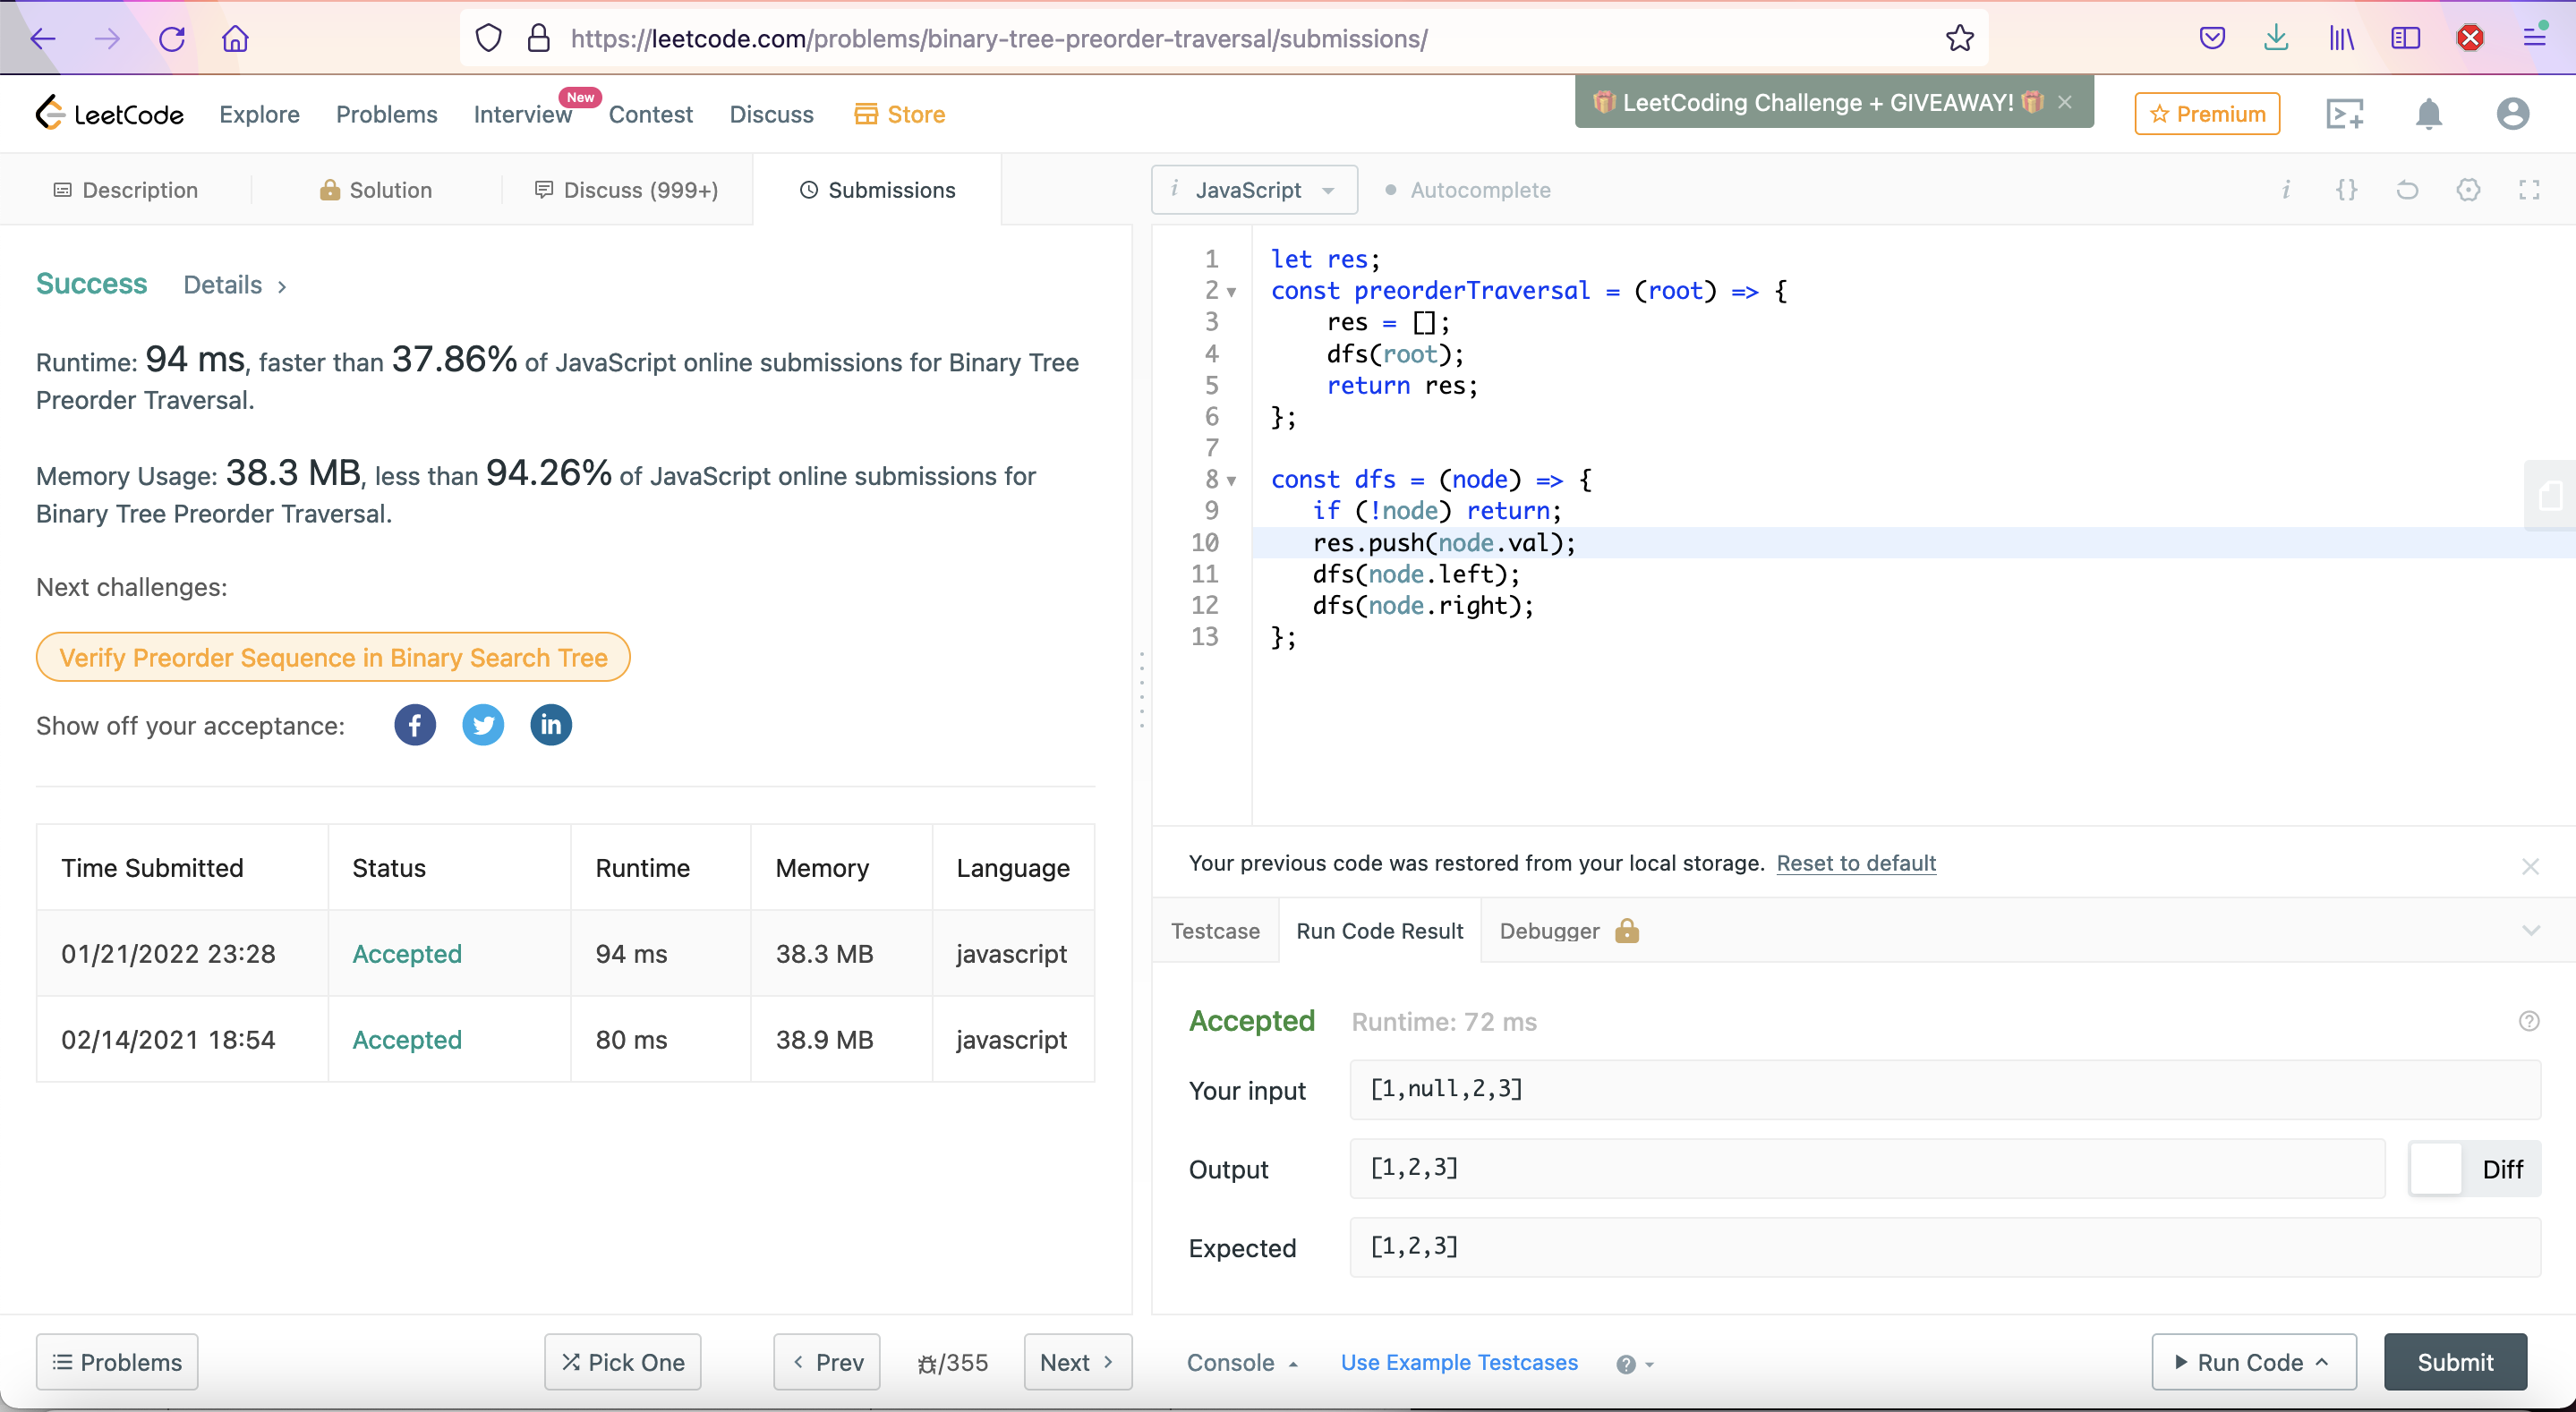 https://leetcode.com/problems/binary-tree-preorder-traversal/submissions/
LeetCode
Explore
Problems
Interview
New
Contest
Discuss
Store
LeetCoding Challenge + GIVEAWAY!
Premium
Description
Solution
Discuss (999+)
Submissions
i JavaScript
Autocomplete
i {}
Success
Details
Runtime: 94 ms, faster than 37.86% of JavaScript online submissions for Binary Tree
Preorder Traversal.
Memory Usage: 38.3 MB, less than 94.26% of JavaScript online submissions for
Binary Tree Preorder Traversal.
Next challenges:
Verify Preorder Sequence in Binary Search Tree
Show off your acceptance:
f
in
Time Submitted Status Runtime Memory Language
01/21/2022 23:28 Accepted 94 ms 38.3 MB javascript
02/14/2021 18:54 Accepted 80 ms 38.9 MB javascript
1 let res;
2 const preorderTraversal = (root) => {
3 res = [];
4 dfs(root);
5 return res;
6 };
7
8 const dfs = (node) => {
9 if (!node) return;
10 res.push(node.val);
11 dfs(node.left);
12 dfs(node.right);
13 };
Your previous code was restored from your local storage. Reset to default
Testcase
Run Code Result
Debugger
Accepted
Runtime: 72 ms
?
Your input
[1,null,2,3]
Output
[1,2,3]
Diff
Expected
[1,2,3]
Problems
Pick One
Prev
/355
Next
Console
Use Example Testcases
?
Run Code
Submit